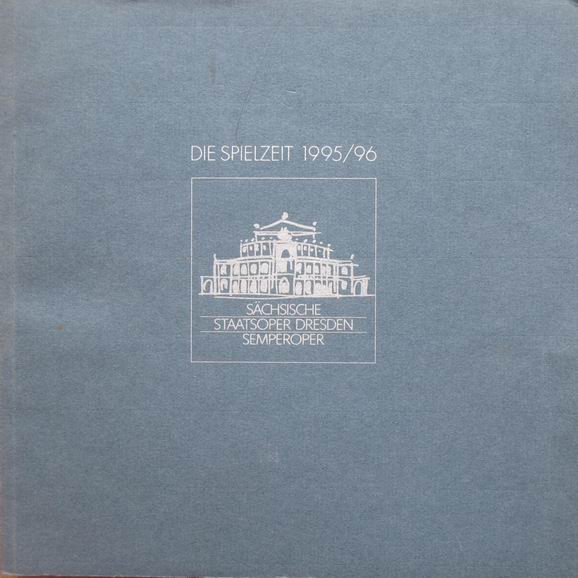 DIE SPIELZEIT 1995/96
SÄCHSISCHE
STAATSOPER DRESDEN
SEMPEROPER